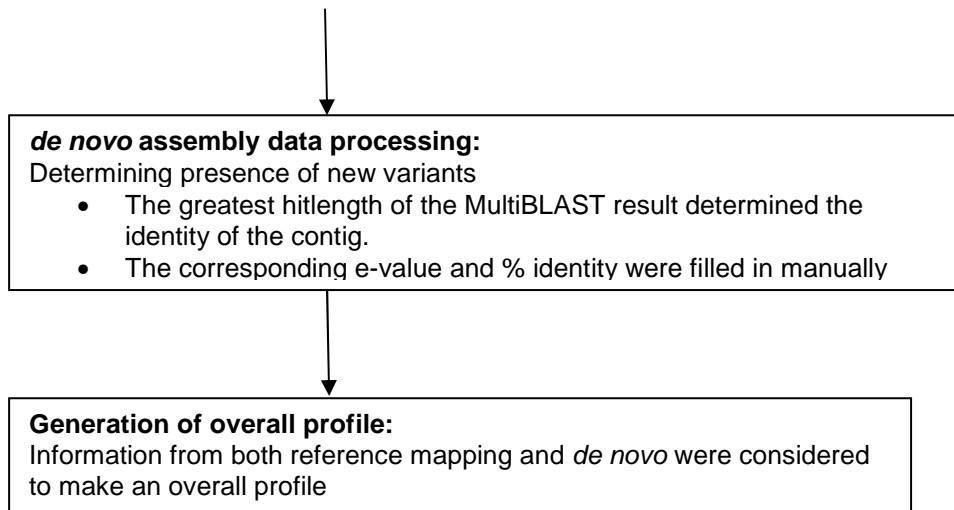 de novo assembly data processing:
Determining presence of new variants
• The greatest hitlength of the MultiBLAST result determined the
identity of the contig.
• The corresponding e-value and % identity were filled in manually
Generation of overall profile:
Information from both reference mapping and de novo were considered
to make an overall profile